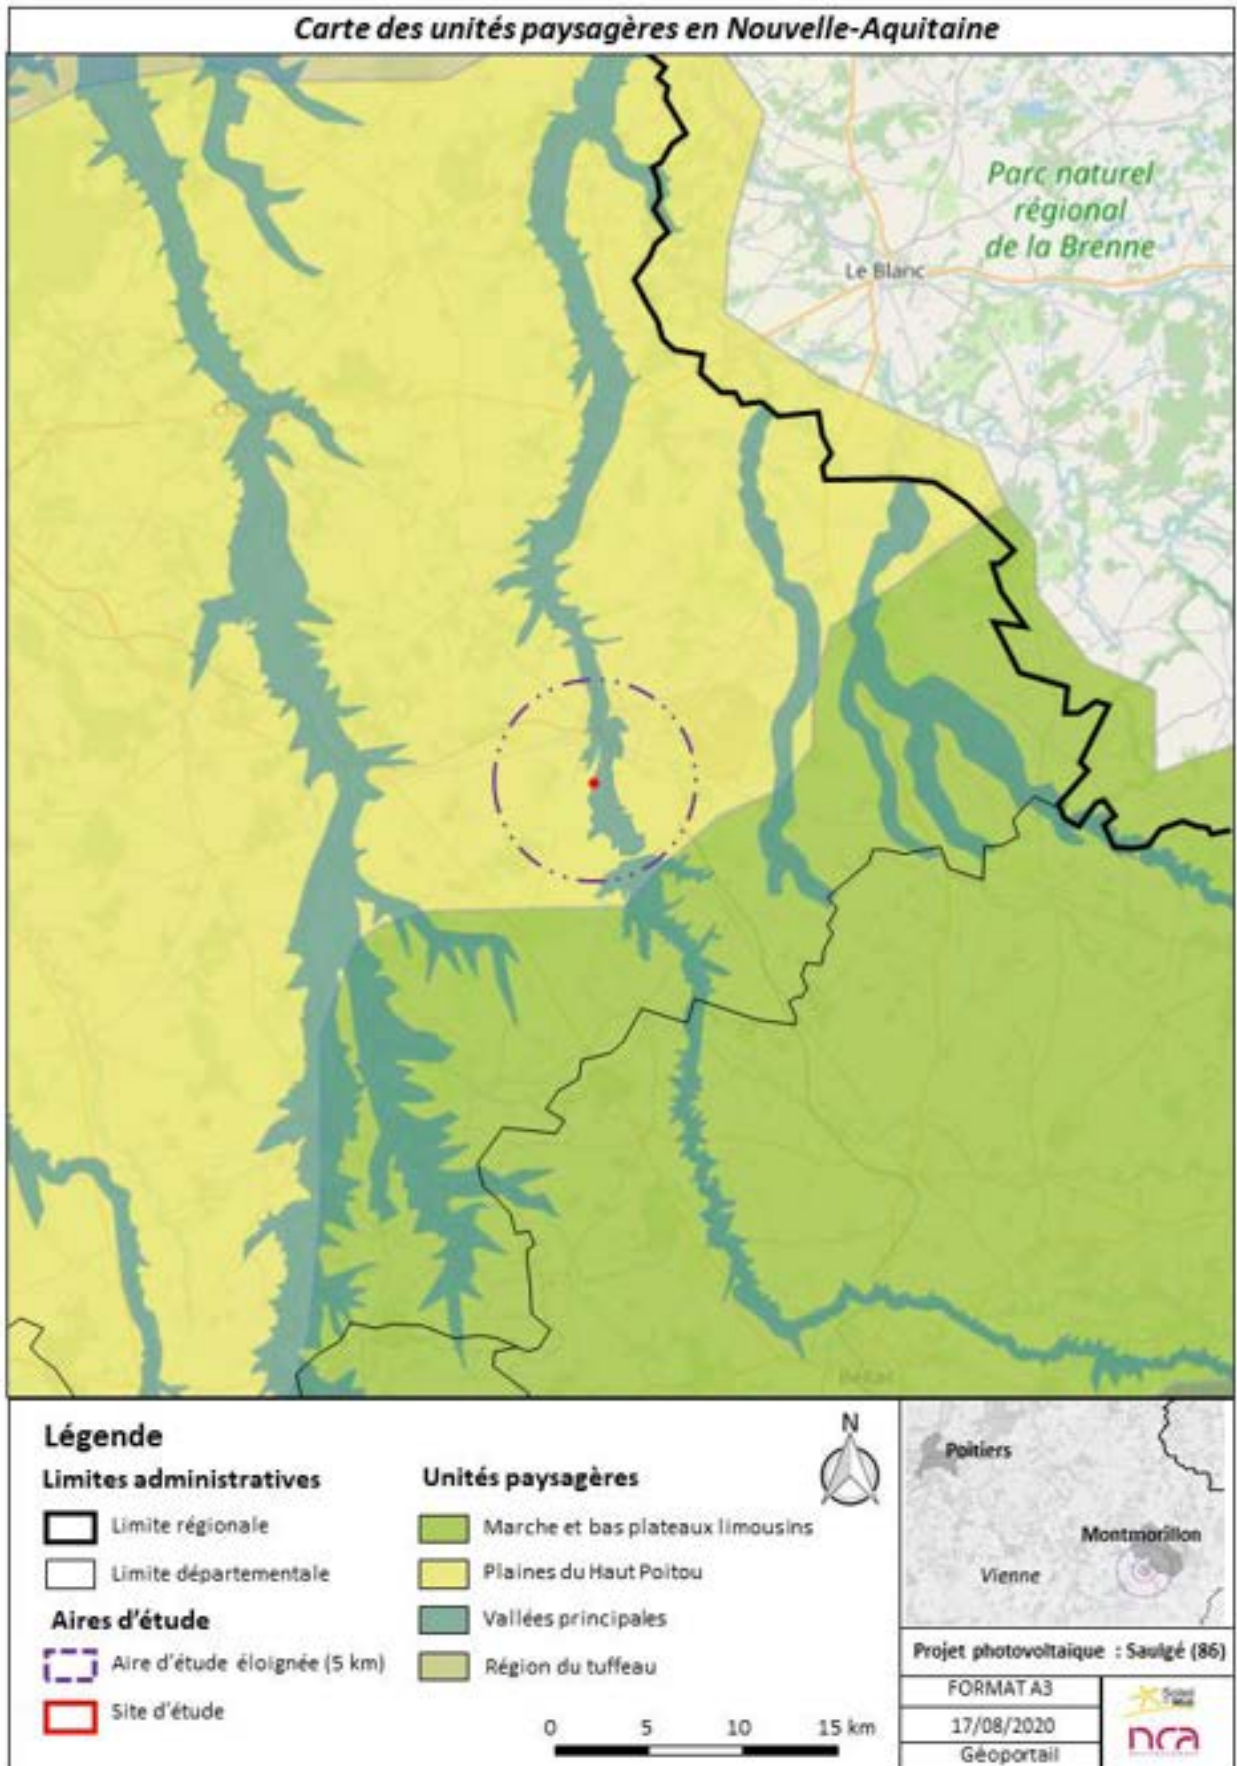 Carte des unités paysagères en Nouvelle-Aquitaine
Parc naturel
régional
de la Brenne
Le Blanc
Légende
Limites administratives
Limite régionale
Limite départementale
Aires d'étude
Aire d'étude éloignée (5 km)
Site d'étude
Unités paysagères
Marche et bas plateaux limousins
Plaines du Haut Poitou
Vallées principales
Région du tuffeau
N
0 5 10 15 km
Poitiers
Montmorillon
Vienne
Projet photovoltaïque : Saulgé (86)
FORMAT A3
17/08/2020
Géoportail
nca